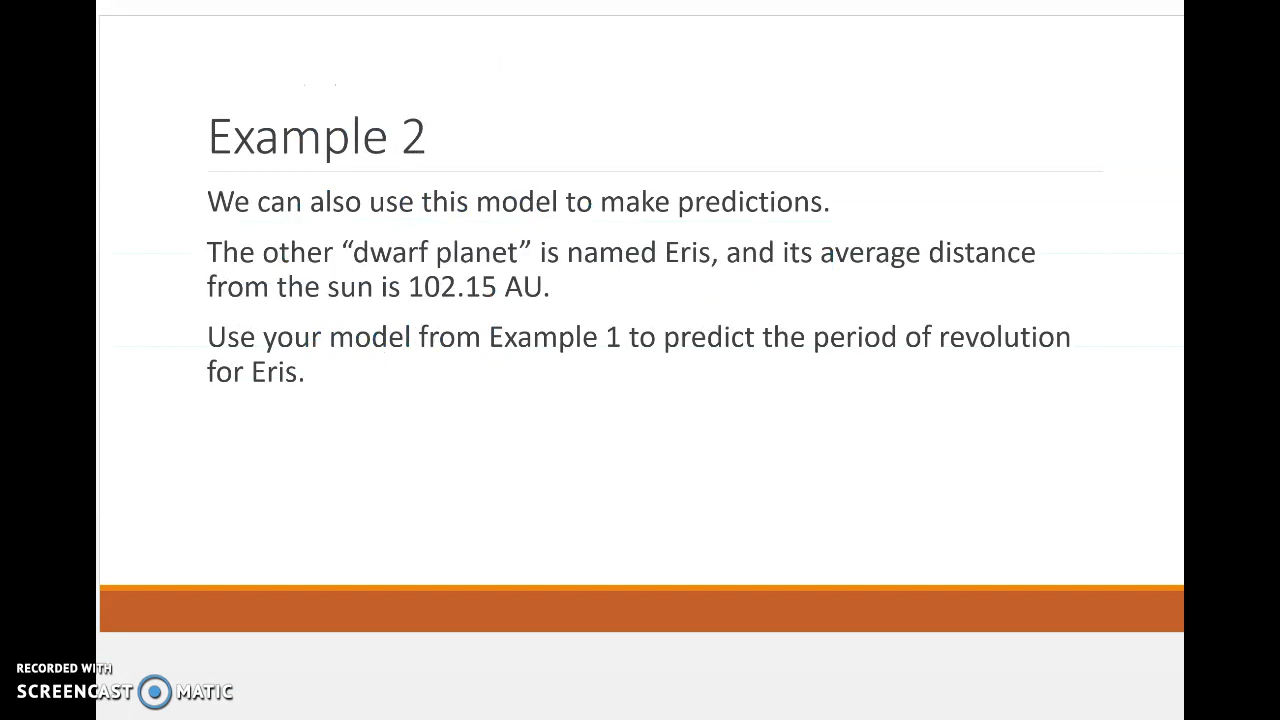 Example 2
We can also use this model to make predictions.
The other “dwarf planet” is named Eris, and its average distance
from the sun is 102.15 AU.
Use your model from Example 1 to predict the period of revolution
for Eris.
RECORDED WITH
SCREENCAST MATIC